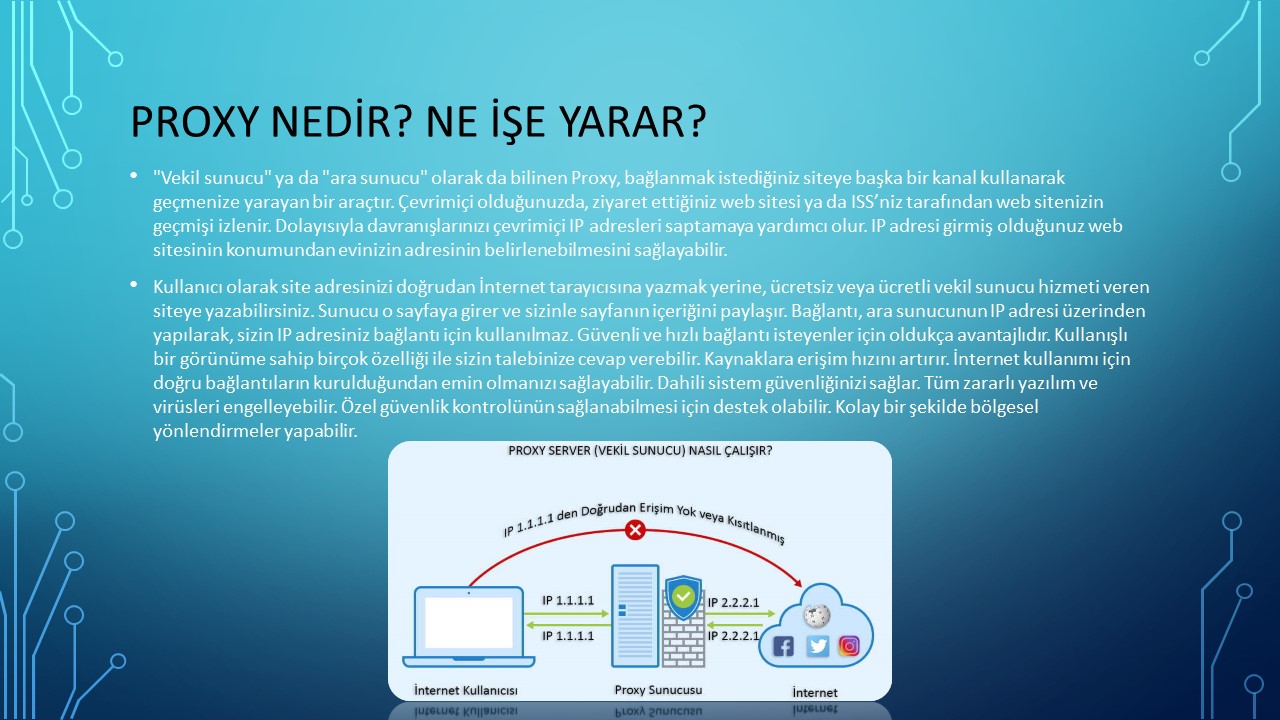 PROXY NEDİR? NE İŞE YARAR?
• "Vekil sunucu" ya da "ara sunucu" olarak da bilinen Proxy, bağlanmak istediğiniz siteye başka bir kanal kullanarak
geçmenize yarayan bir araçtır. Çevrimiçi olduğunuzda, ziyaret ettiğiniz web sitesi ya da ISS’niz tarafından web sitenizin
geçmişi izlenir. Dolayısıyla davranışlarınızı çevrimiçi IP adresleri saptamaya yardımcı olur. IP adresi girmiş olduğunuz web
sitesinin konumundan evinizin adresinin belirlenebilmesini sağlayabilir.
• Kullanıcı olarak site adresinizi doğrudan İnternet tarayıcısına yazmak yerine, ücretsiz veya ücretli vekil sunucu hizmeti veren
siteye yazabilirsiniz. Sunucu o sayfaya girer ve sizinle sayfanın içeriğini paylaşır. Bağlantı, ara sunucunun IP adresi üzerinden
yapılarak, sizin IP adresiniz bağlantı için kullanılmaz. Güvenli ve hızlı bağlantı isteyenler için oldukça avantajlıdır. Kullanışlı
bir görünüme sahip birçok özelliği ile sizin talebinize cevap verebilir. Kaynaklara erişim hızını artırır. İnternet kullanımı için
doğru bağlantıların kurulduğundan emin olmanızı sağlayabilir. Dahili sistem güvenliğinizi sağlar. Tüm zararlı yazılım ve
virüsleri engelleyebilir. Özel güvenlik kontrolünün sağlanabilmesi için destek olabilir. Kolay bir şekilde bölgesel
yönlendirmeler yapabilir.
PROXY SERVER (VEKİL SUNUCU) NASIL ÇALIŞIR?
IP 1.1.1.1 den Doğrudan Erişim Yok veya Kısıtlanmış
IP 1.1.1.1
IP 2.2.2.1
IP 1.1.1.1
IP 2.2.2.1
İnternet Kullanıcısı
Proxy Sunucusu
İnternet